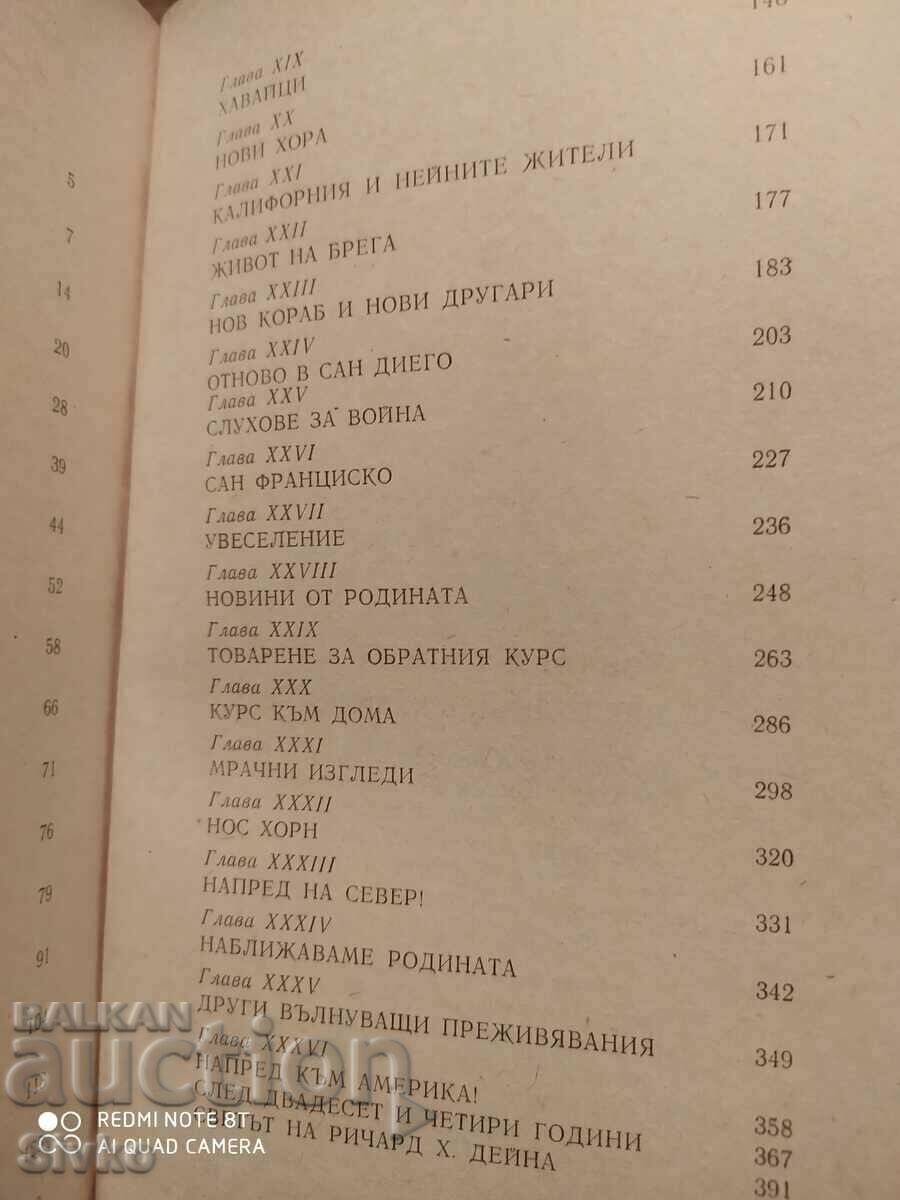 148
Глава XIX
ХАВАЙЦИ 161
Глава XX
НОВИ ХОРА 171
Глава XXI
КАЛИФОРНИЯ И НЕЙНИТЕ ЖИТЕЛИ 177
Глава XXII
ЖИВОТ НА БРЕГА 183
Глава XXIII
НОВ КОРАБ И НОВИ ДРУГАРИ 203
Глава XXIV
ОТНОВО В САН ДИЕГО 210
Глава XXV
СЛУХОВЕ ЗА ВОЙНА 227
Глава XXVI
САН ФРАНЦИСКО 236
Глава XXVII
УВЕСЕЛЕНИЕ 248
Глава XXVIII
НОВИНИ ОТ РОДИНАТА 263
Глава XXIX
ТОВАРЕНЕ ЗА ОБРАТНИЯ КУРС 286
Глава XXX
КУРС КЪМ ДОМА 298
Глава XXXI
МРАЧНИ ИЗГЛЕДИ 320
Глава XXXII
НОС ХОРН 331
Глава XXXIII
НАПРЕД НА СЕВЕР! 342
Глава XXXIV
НАБЛИЖАВАМЕ РОДИНАТА 349
Глава XXXV
ДРУГИ ВЪЛНУВАЩИ ПРЕЖИВЯВАНИЯ 358
Глава XXXVI
НАПРЕД КЪМ АМЕРИКА! 367
СЛЕД ДВАДЕСЕТ И ЧЕТИРИ ГОДИНИ 391
СВЕТЪТ НА РИЧАРД Х. ДЕЙНА
5
7
14
20
28
39
44
52
58
66
71
76
79
91
BALKAN
auction
REDMI NOTE 8T
AI QUAD CAMERA
Sivko